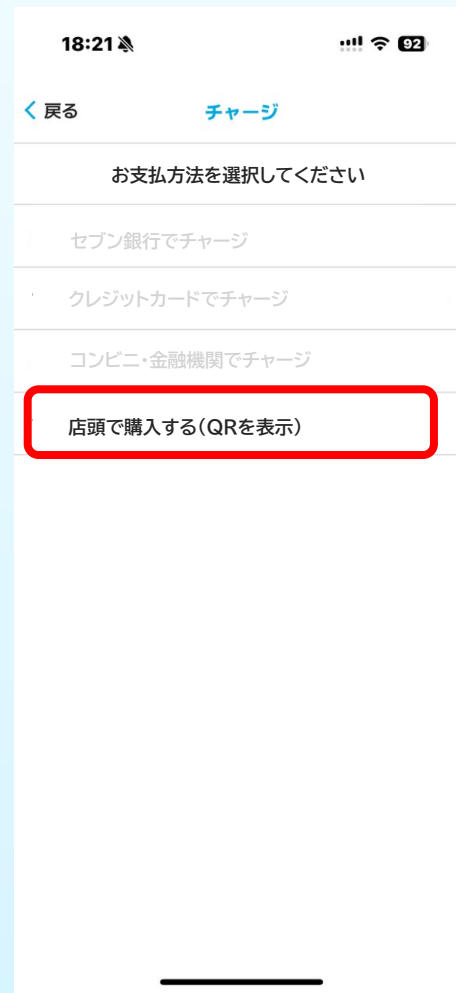 18:21
92
戻る
チャージ
お支払方法を選択してください
セブン銀行でチャージ
クレジットカードでチャージ
コンビニ・金融機関でチャージ
店頭で購入する(QRを表示)